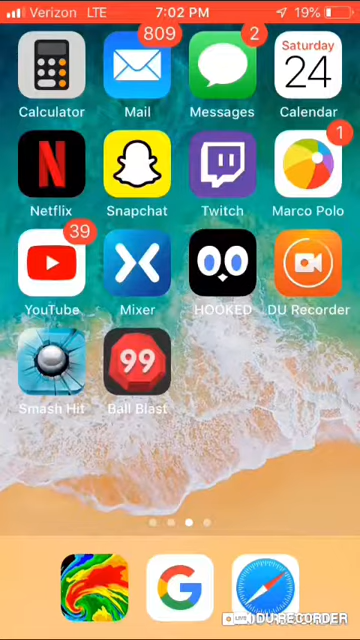 Verizon LTE 7:02 PM 19%
809 2
Saturday
24
Calculator Mail Messages Calendar
1
Netflix Snapchat Twitch Marco Polo
39
YouTube Mixer HOOKED DU Recorder
99
Smash Hit Ball Blast
LIVE DU RECORDER